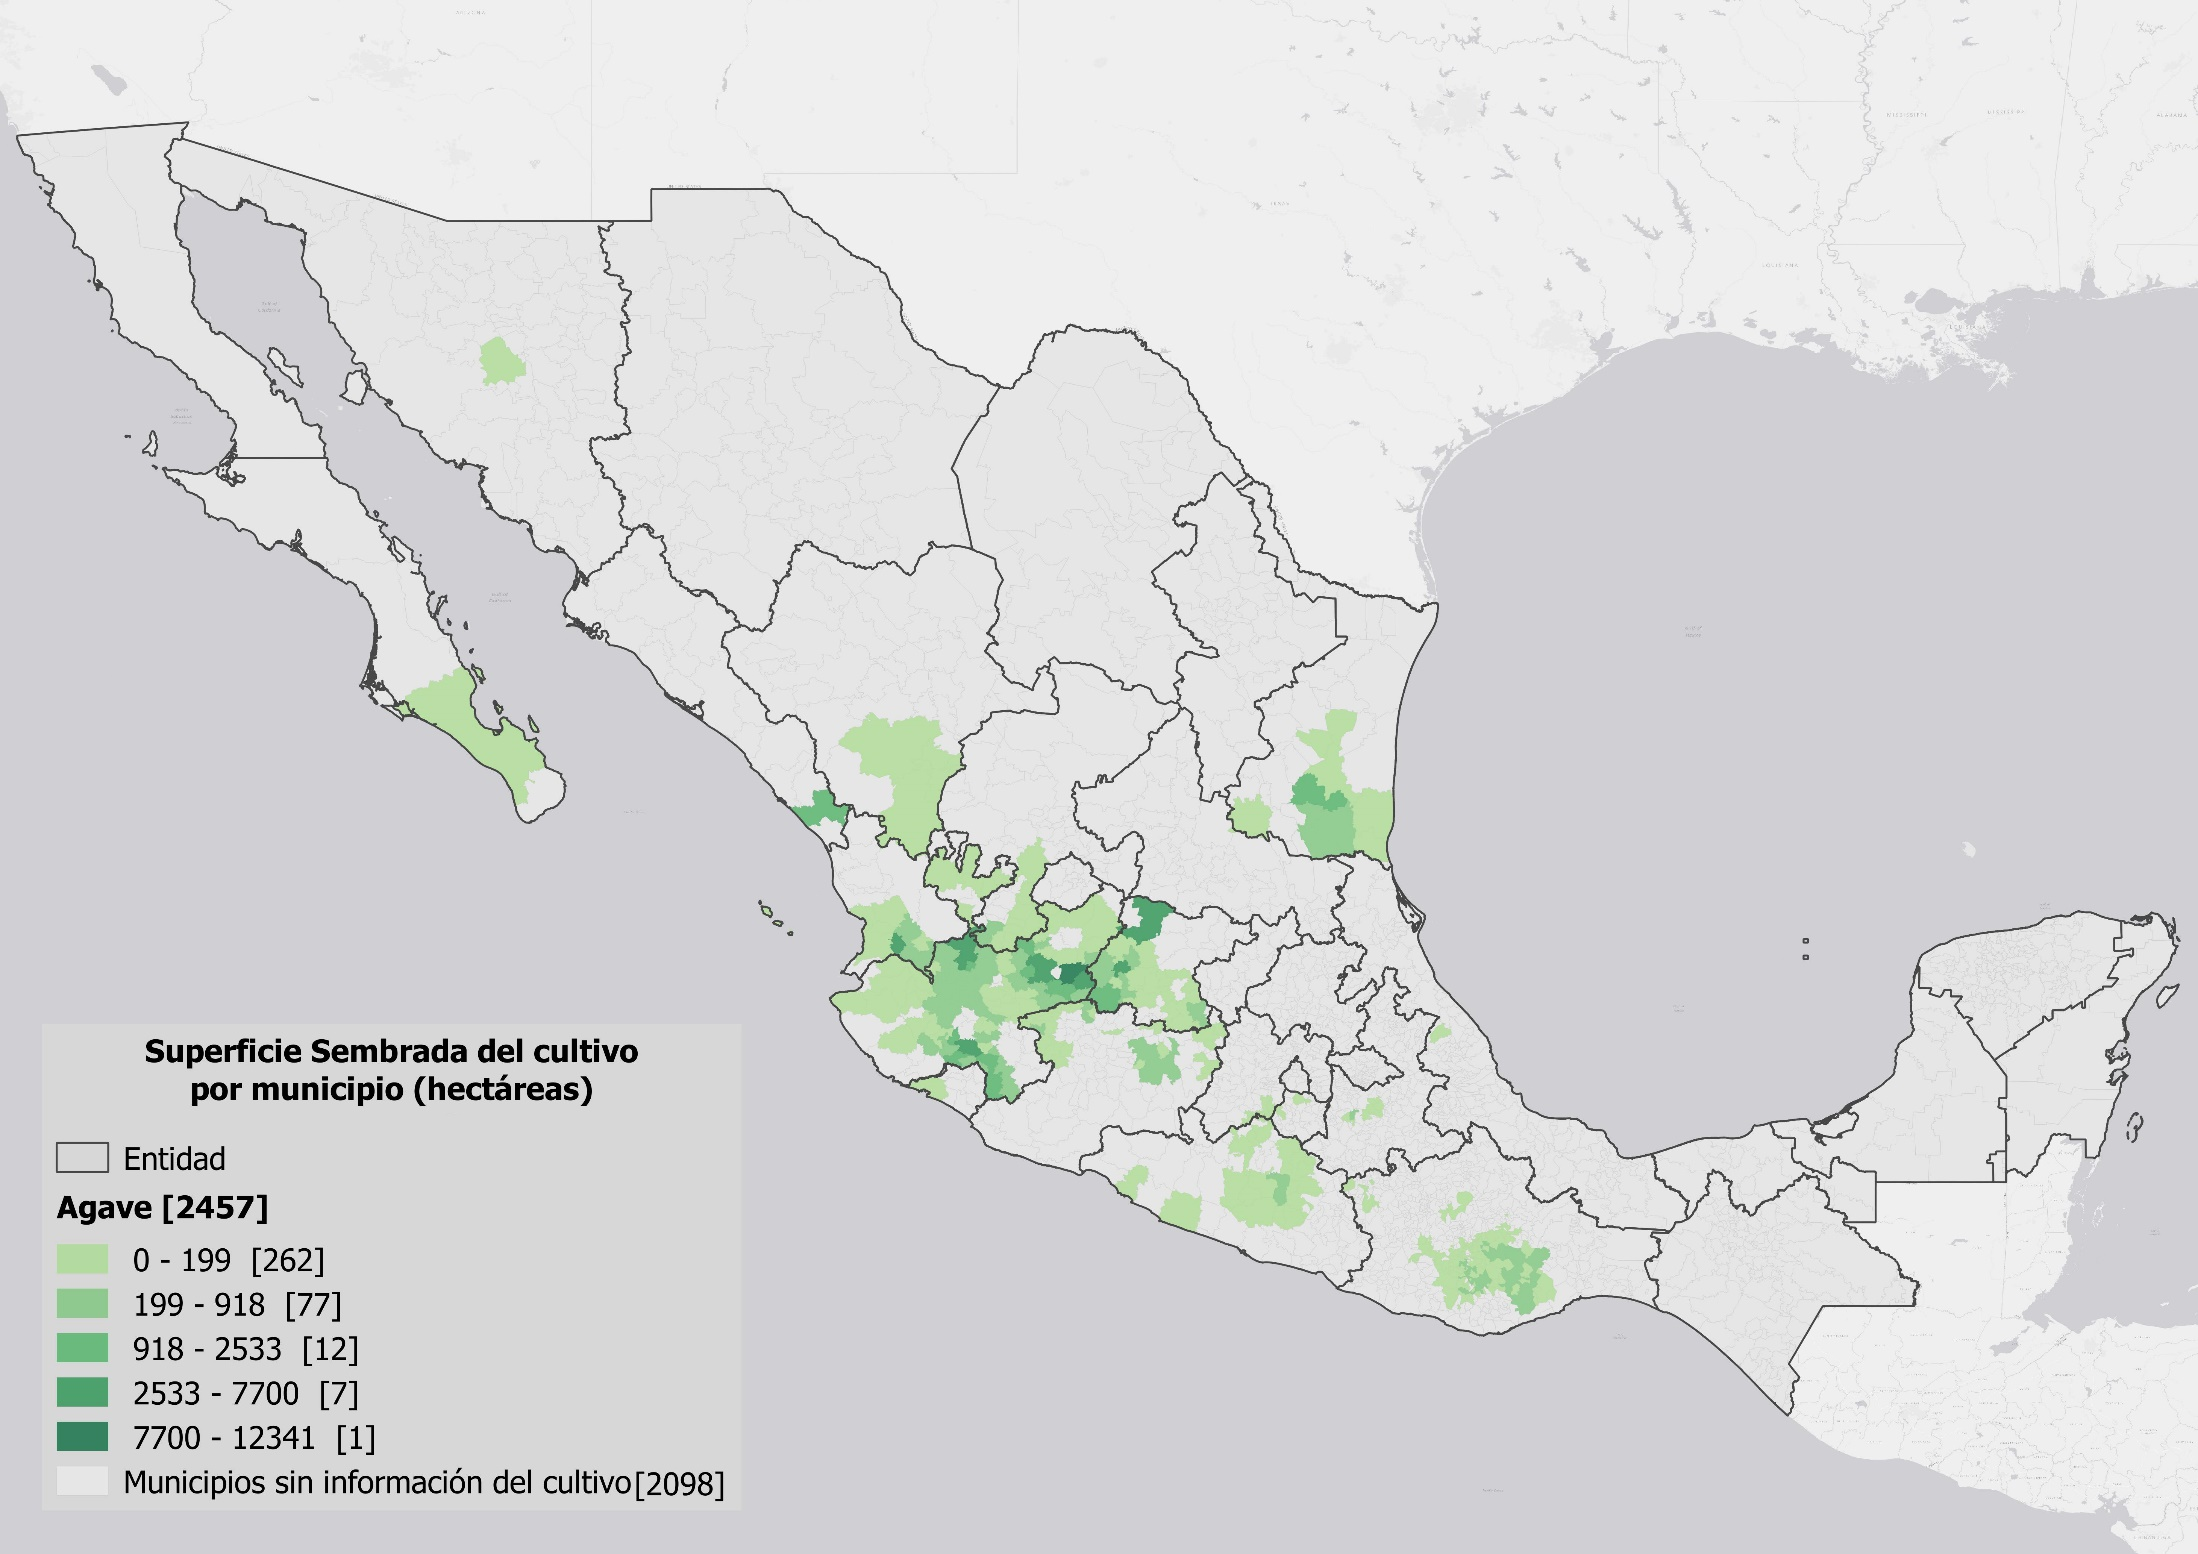 Superficie Sembrada del cultivo
por municipio (hectáreas)
Entidad
Agave [2457]
0 - 199 [262]
199 - 918 [77]
918 - 2533 [12]
2533 - 7700 [7]
7700 - 12341 [1]
Municipios sin información del cultivo [2098]